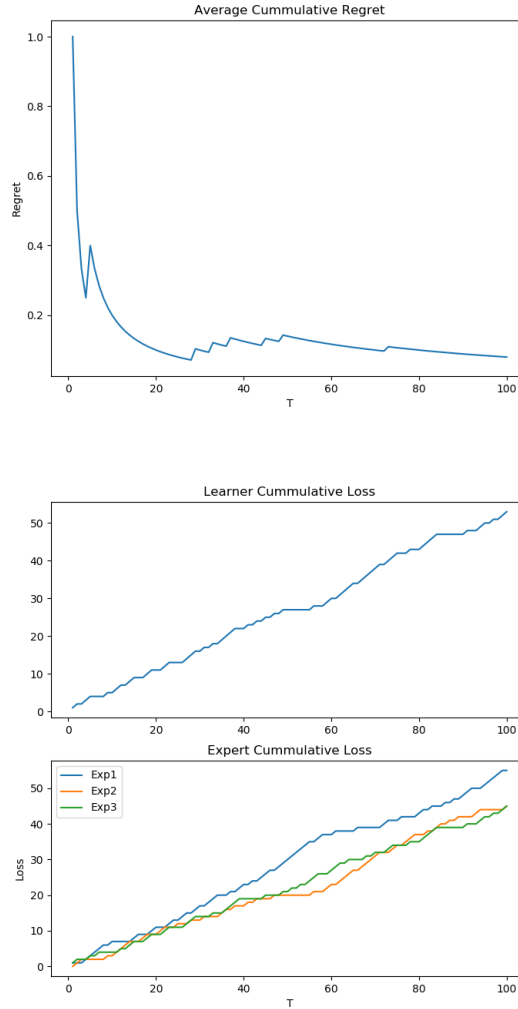 Average Cummulative Regret
Regret
1.0
0.8
0.6
0.4
0.2
0 20 40 60 80 100
T
Learner Cummulative Loss
50
40
30
20
10
0
0 20 40 60 80 100
Expert Cummulative Loss
Exp1
Exp2
Exp3
Loss
50
40
30
20
10
0
0 20 40 60 80 100
T